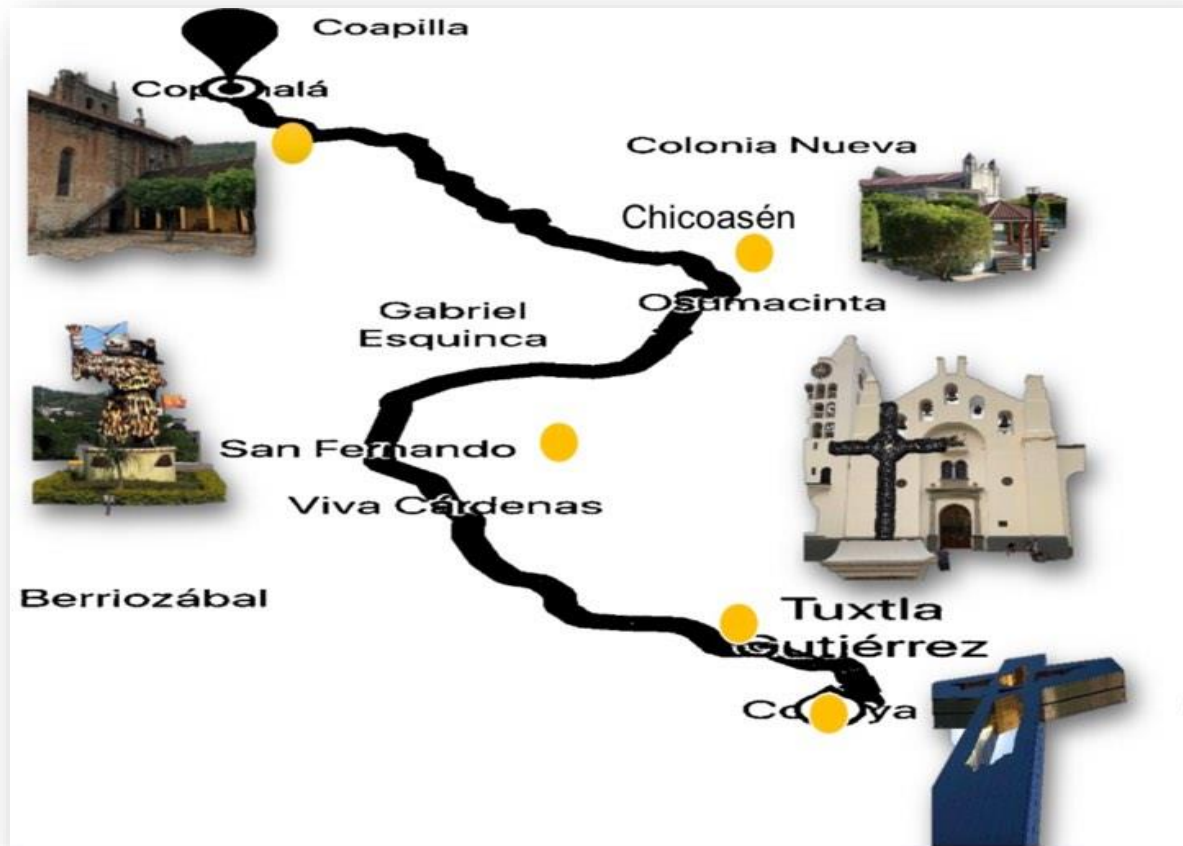 Coapilla
Colonia Nueva
Chicoasén
Osumacinta
Gabriel
Esquinca
San Fernando
Viva Cárdenas
Berriozábal
Tuxtla
Gutiérrez